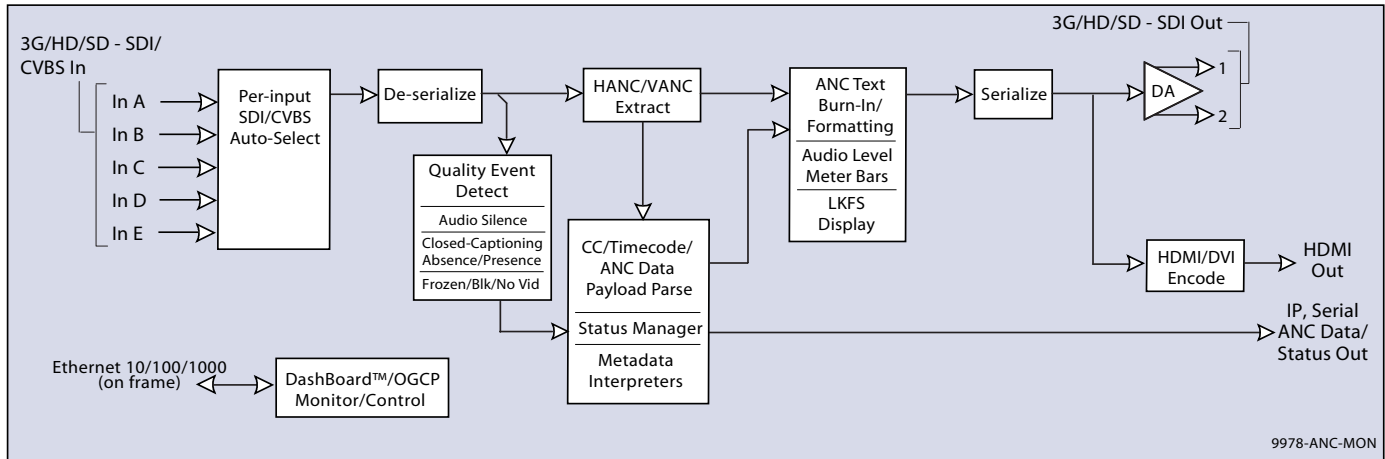 3G/HD/SD - SDI/
CVBS In
In A
In B
In C
In D
In E
Per-input
SDI/CVBS
Auto-Select
De-serialize
Quality Event
Detect
Audio Silence
Closed-Captioning
Absence/Presence
Frozen/Blk/No Vid
HANC/VANC
Extract
CC/Timecode/
ANC Data
Payload Parse
Status Manager
Metadata
Interpreters
ANC Text
Burn-In/
Formatting
Audio Level
Meter Bars
LKFS
Display
Serialize
3G/HD/SD - SDI Out
DA
1
2
HDMI/DVI
Encode
HDMI
Out
IP, Serial
ANC Data/
Status Out
Ethernet 10/100/1000
(on frame)
DashBoard™/OGCP
Monitor/Control
9978-ANC-MON